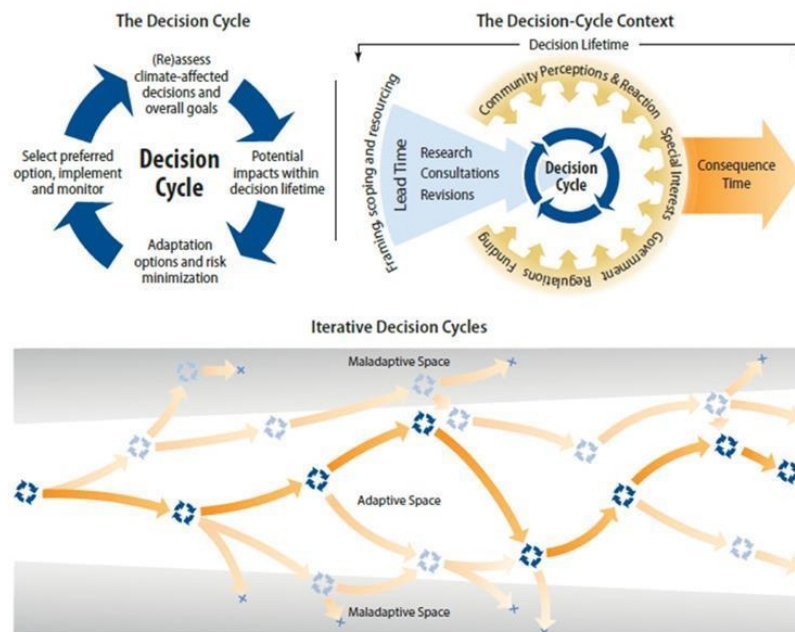 The Decision Cycle
(Re)assess
climate-affected
decisions and
overall goals
Select preferred
option, implement
and monitor
Decision
Cycle
Potential
impacts within
decision lifetime
Adaptation
options and risk
minimization
The Decision-Cycle Context
Decision Lifetime
Framing, scoping and resourcing
Lead Time
Research
Consultations
Revisions
Decision
Cycle
Community Perceptions & Reaction
Special Interests
Government
Regulations
Funding
Consequence
Time
Iterative Decision Cycles
Maladaptive Space
Adaptive Space
Maladaptive Space